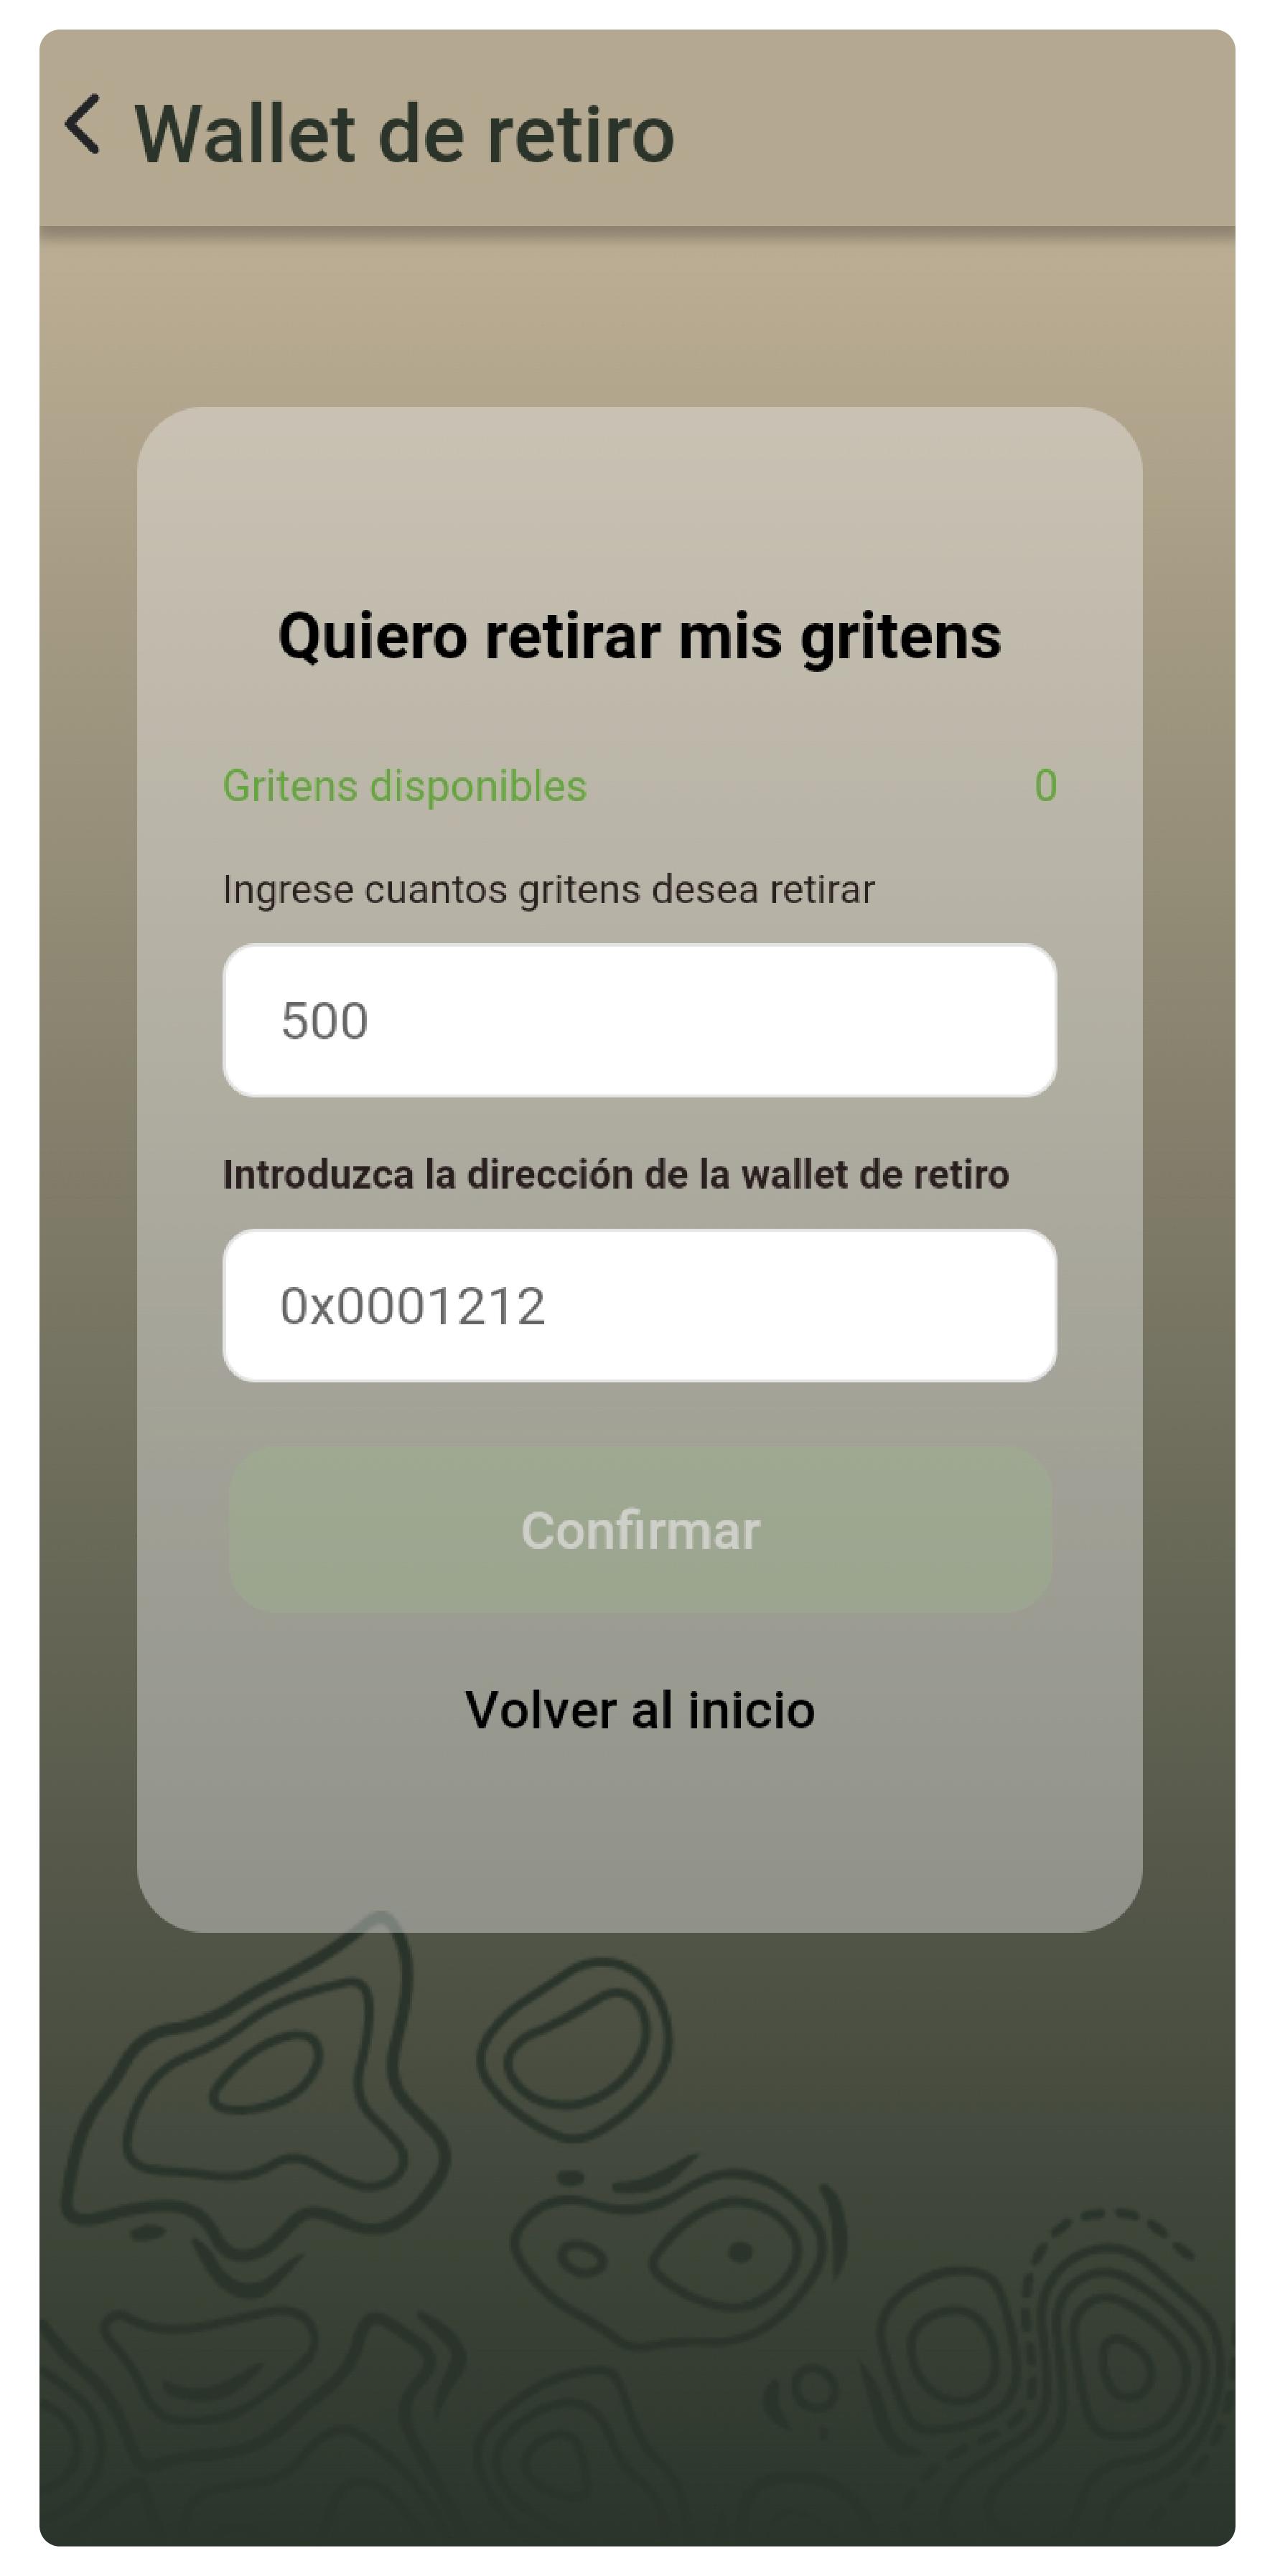 Wallet de retiro
Quiero retirar mis gritens
Gritens disponibles 0
Ingrese cuantos gritens desea retirar
500
Introduzca la dirección de la wallet de retiro
0x0001212
Confirmar
Volver al inicio